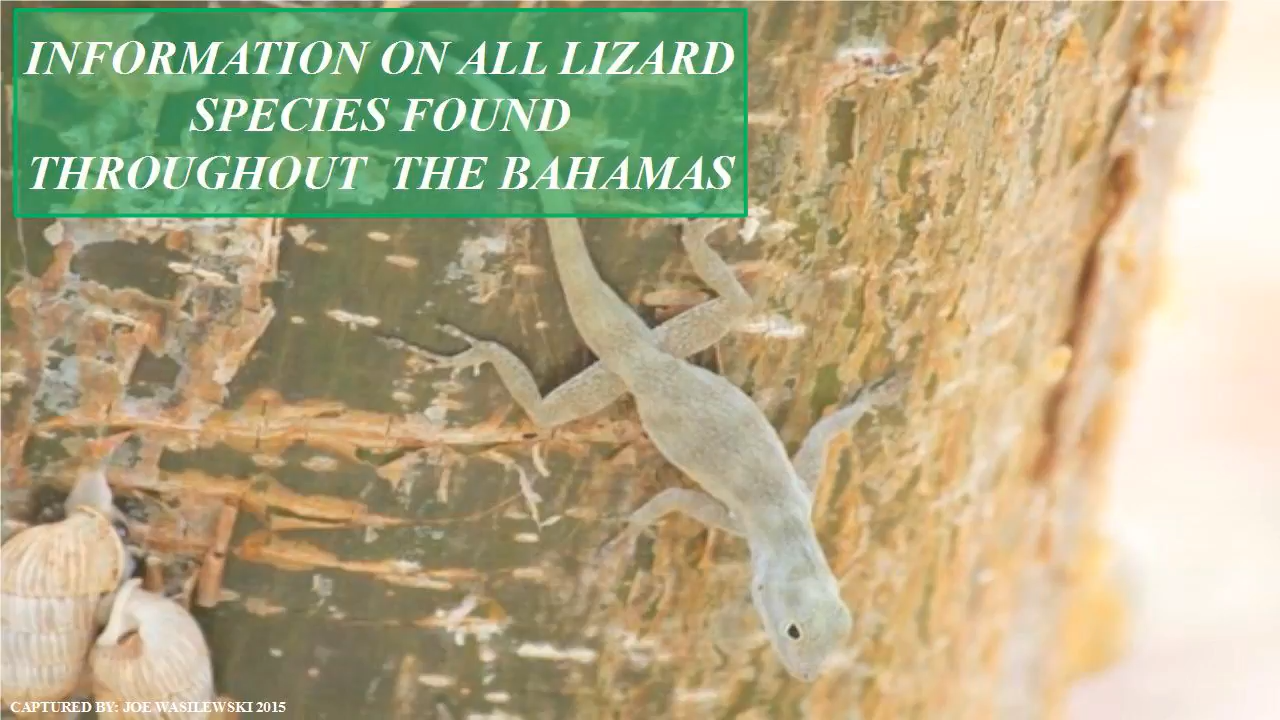 INFORMATION ON ALL LIZARD
SPECIES FOUND
THROUGHOUT  THE BAHAMAS
CAPTURED BY: JOE WASILEWSKI 2015